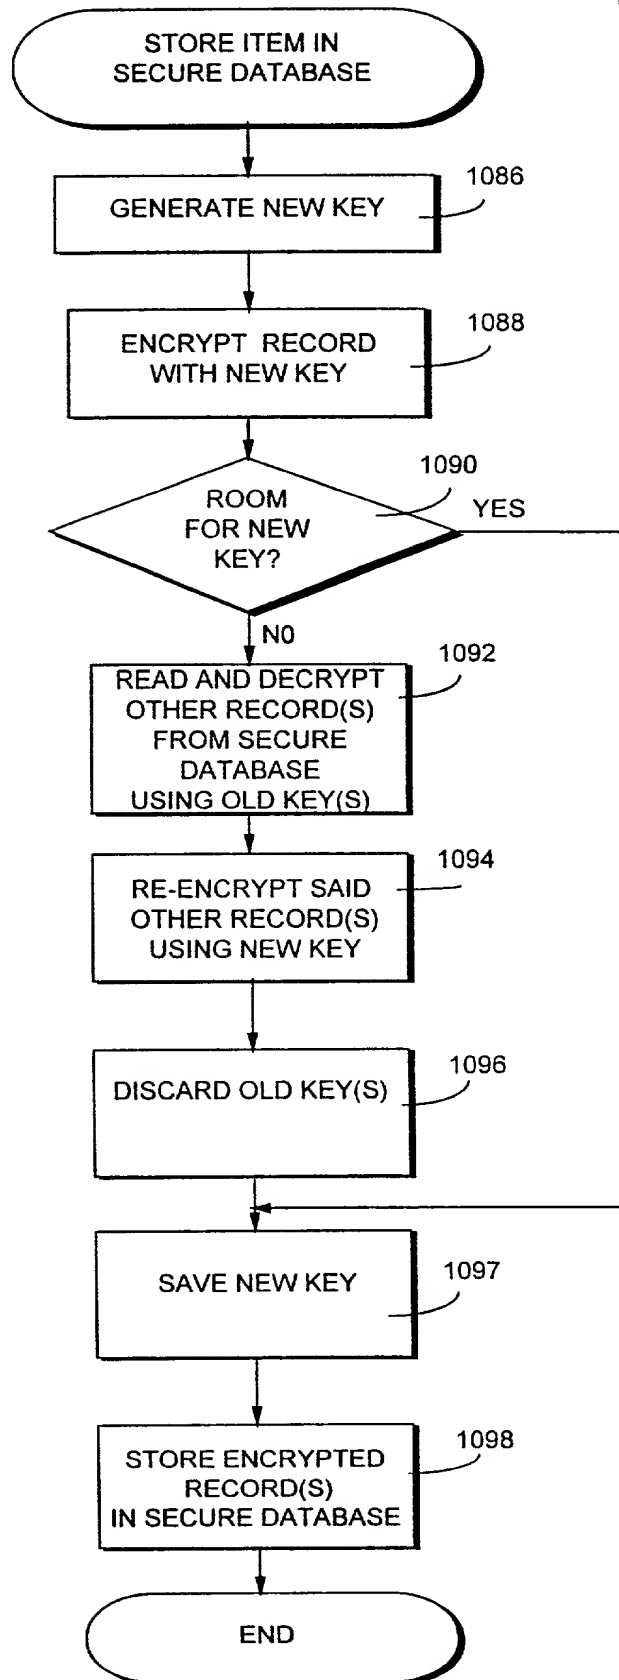 STORE ITEM IN
SECURE DATABASE
1086
GENERATE NEW KEY
1088
ENCRYPT RECORD
WITH NEW KEY
1090
ROOM
FOR NEW
KEY?
YES
NO
1092
READ AND DECRYPT
OTHER RECORD(S)
FROM SECURE
DATABASE
USING OLD KEY(S)
1094
RE-ENCRYPT SAID
OTHER RECORD(S)
USING NEW KEY
1096
DISCARD OLD KEY(S)
SAVE NEW KEY
1097
1098
STORE ENCRYPTED
RECORD(S)
IN SECURE DATABASE
END